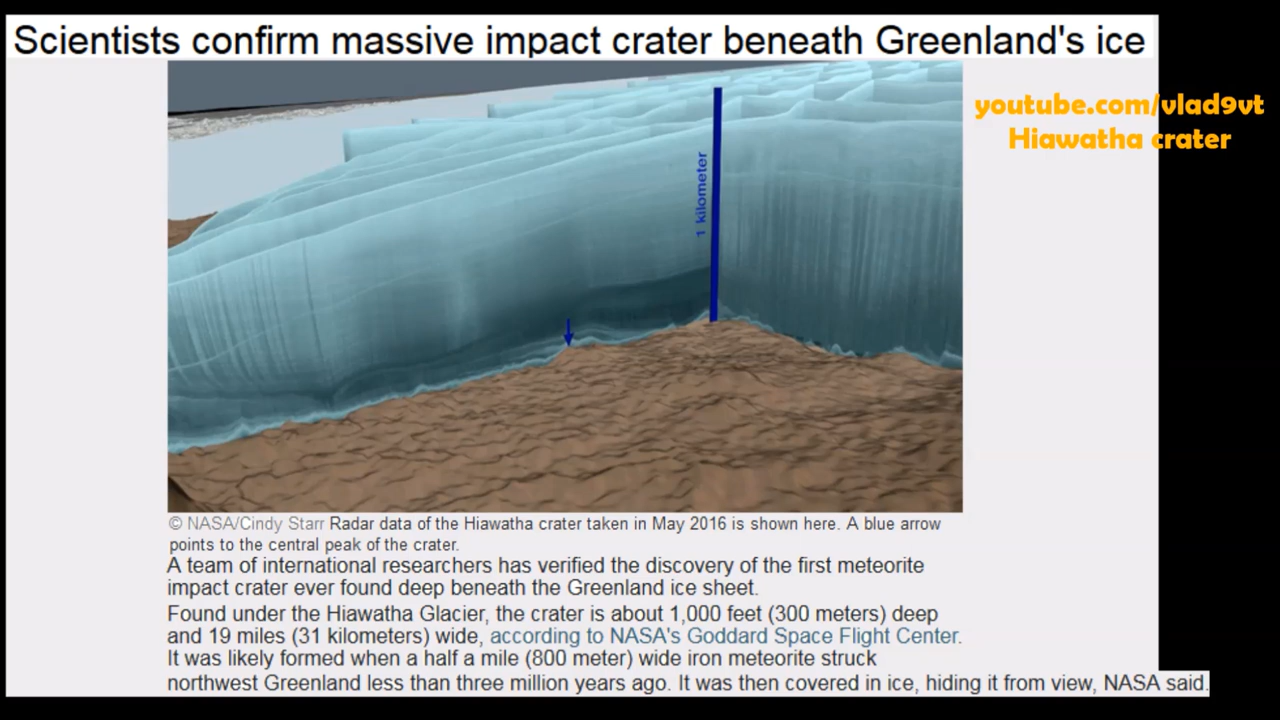 Scientists confirm massive impact crater beneath Greenland's ice
youtube.com/vlad9vt
Hiawatha crater
1 kilometer
© NASA/Cindy Starr Radar data of the Hiawatha crater taken in May 2016 is shown here. A blue arrow
points to the central peak of the crater.
A team of international researchers has verified the discovery of the first meteorite
impact crater ever found deep beneath the Greenland ice sheet.
Found under the Hiawatha Glacier, the crater is about 1,000 feet (300 meters) deep
and 19 miles (31 kilometers) wide, according to NASA's Goddard Space Flight Center.
It was likely formed when a half a mile (800 meter) wide iron meteorite struck
northwest Greenland less than three million years ago. It was then covered in ice, hiding it from view, NASA said.